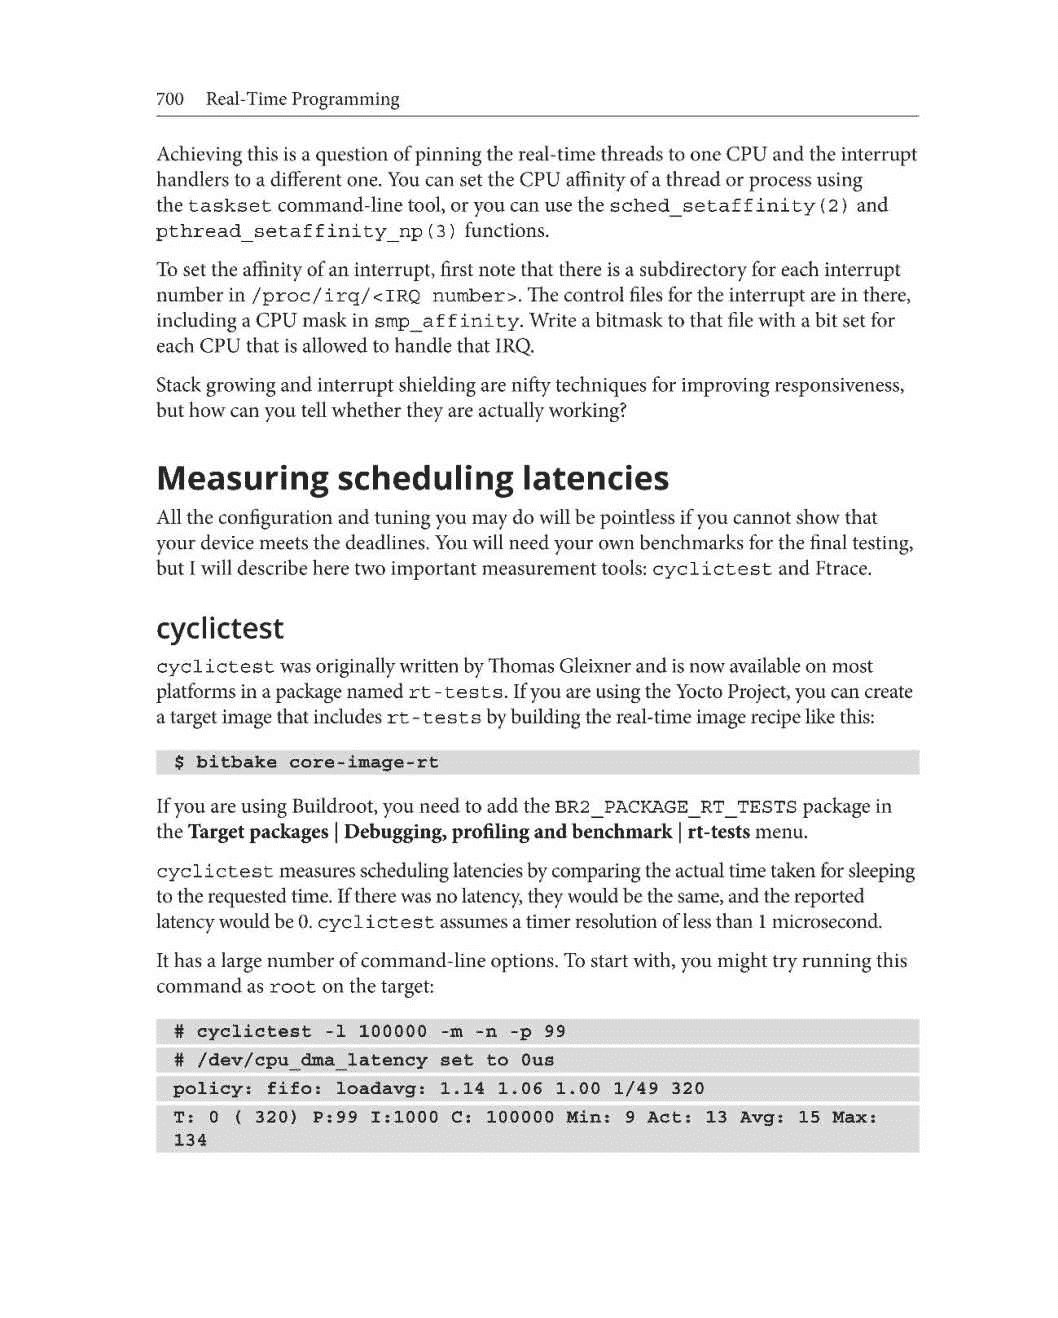 700 Real-Time Programming
Achieving this is a question of pinning the real-time threads to one CPU and the interrupt
handlers to a different one. You can set the CPU affinity of a thread or process using
the taskset command-line tool, or you can use the sched_setaffinity(2) and
pthread_setaffinity_np(3) functions.
To set the affinity of an interrupt, first note that there is a subdirectory for each interrupt
number in /proc/irq/<IRQ number>. The control files for the interrupt are in there,
including a CPU mask in smp_affinity. Write a bitmask to that file with a bit set for
each CPU that is allowed to handle that IRQ.
Stack growing and interrupt shielding are nifty techniques for improving responsiveness,
but how can you tell whether they are actually working?
Measuring scheduling latencies
All the configuration and tuning you may do will be pointless if you cannot show that
your device meets the deadlines. You will need your own benchmarks for the final testing,
but I will describe here two important measurement tools: cyclictest and Ftrace.
cyclictest
cyclictest was originally written by Thomas Gleixner and is now available on most
platforms in a package named rt-tests. If you are using the Yocto Project, you can create
a target image that includes rt-tests by building the real-time image recipe like this:
$ bitbake core-image-rt
If you are using Buildroot, you need to add the BR2_PACKAGE_RT_TESTS package in
the Target packages | Debugging, profiling and benchmark | rt-tests menu.
cyclictest measures scheduling latencies by comparing the actual time taken for sleeping
to the requested time. If there was no latency, they would be the same, and the reported
latency would be 0. cyclictest assumes a timer resolution of less than 1 microsecond.
It has a large number of command-line options. To start with, you might try running this
command as root on the target:
# cyclictest -l 100000 -m -n -p 99
# /dev/cpu_dma_latency set to 0us
policy: fifo: loadavg: 1.14 1.06 1.00 1/49 320
T: 0 ( 320) P:99 I:1000 C: 100000 Min: 9 Act: 13 Avg: 15 Max:
134